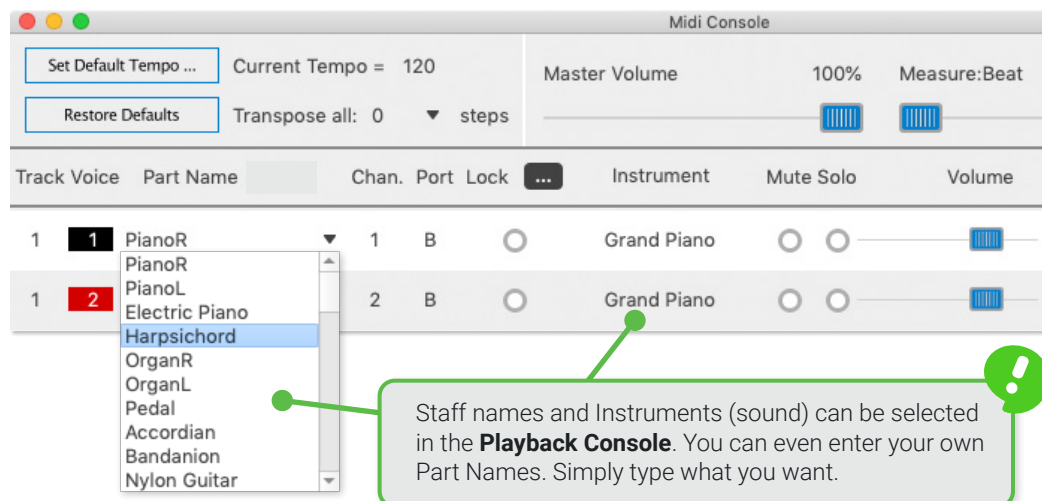 Midi Console
Set Default Tempo ... Current Tempo = 120 Master Volume 100% Measure:Beat
Restore Defaults Transpose all: 0 steps
Track Voice Part Name Chan. Port Lock ... Instrument Mute Solo Volume
1 1 PianoR 1 B Grand Piano
PianoR
PianoL
1 2 2 B Grand Piano
Electric Piano
Harpsichord
OrganR
OrganL
Pedal
Accordian
Bandanion
Nylon Guitar
Staff names and Instruments (sound) can be selected
in the Playback Console. You can even enter your own
Part Names. Simply type what you want.